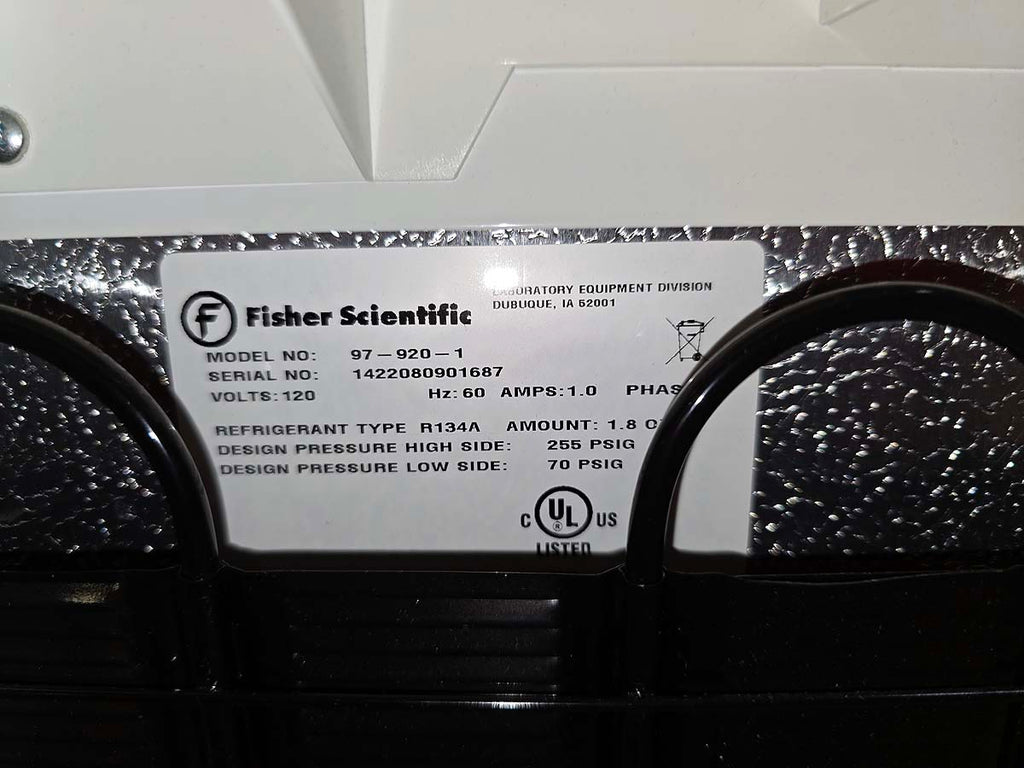 F Fisher Scientific
LABORATORY EQUIPMENT DIVISION
DUBUQUE, IA 52001
MODEL NO: 97-920-1
SERIAL NO: 1422080901687
VOLTS: 120 Hz: 60 AMPS: 1.0
REFRIGERANT TYPE R134A AMOUNT: 1.8
DESIGN PRESSURE HIGH SIDE: 255 PSIG
DESIGN PRESSURE LOW SIDE: 70 PSIG
C UL ® US
LISTED